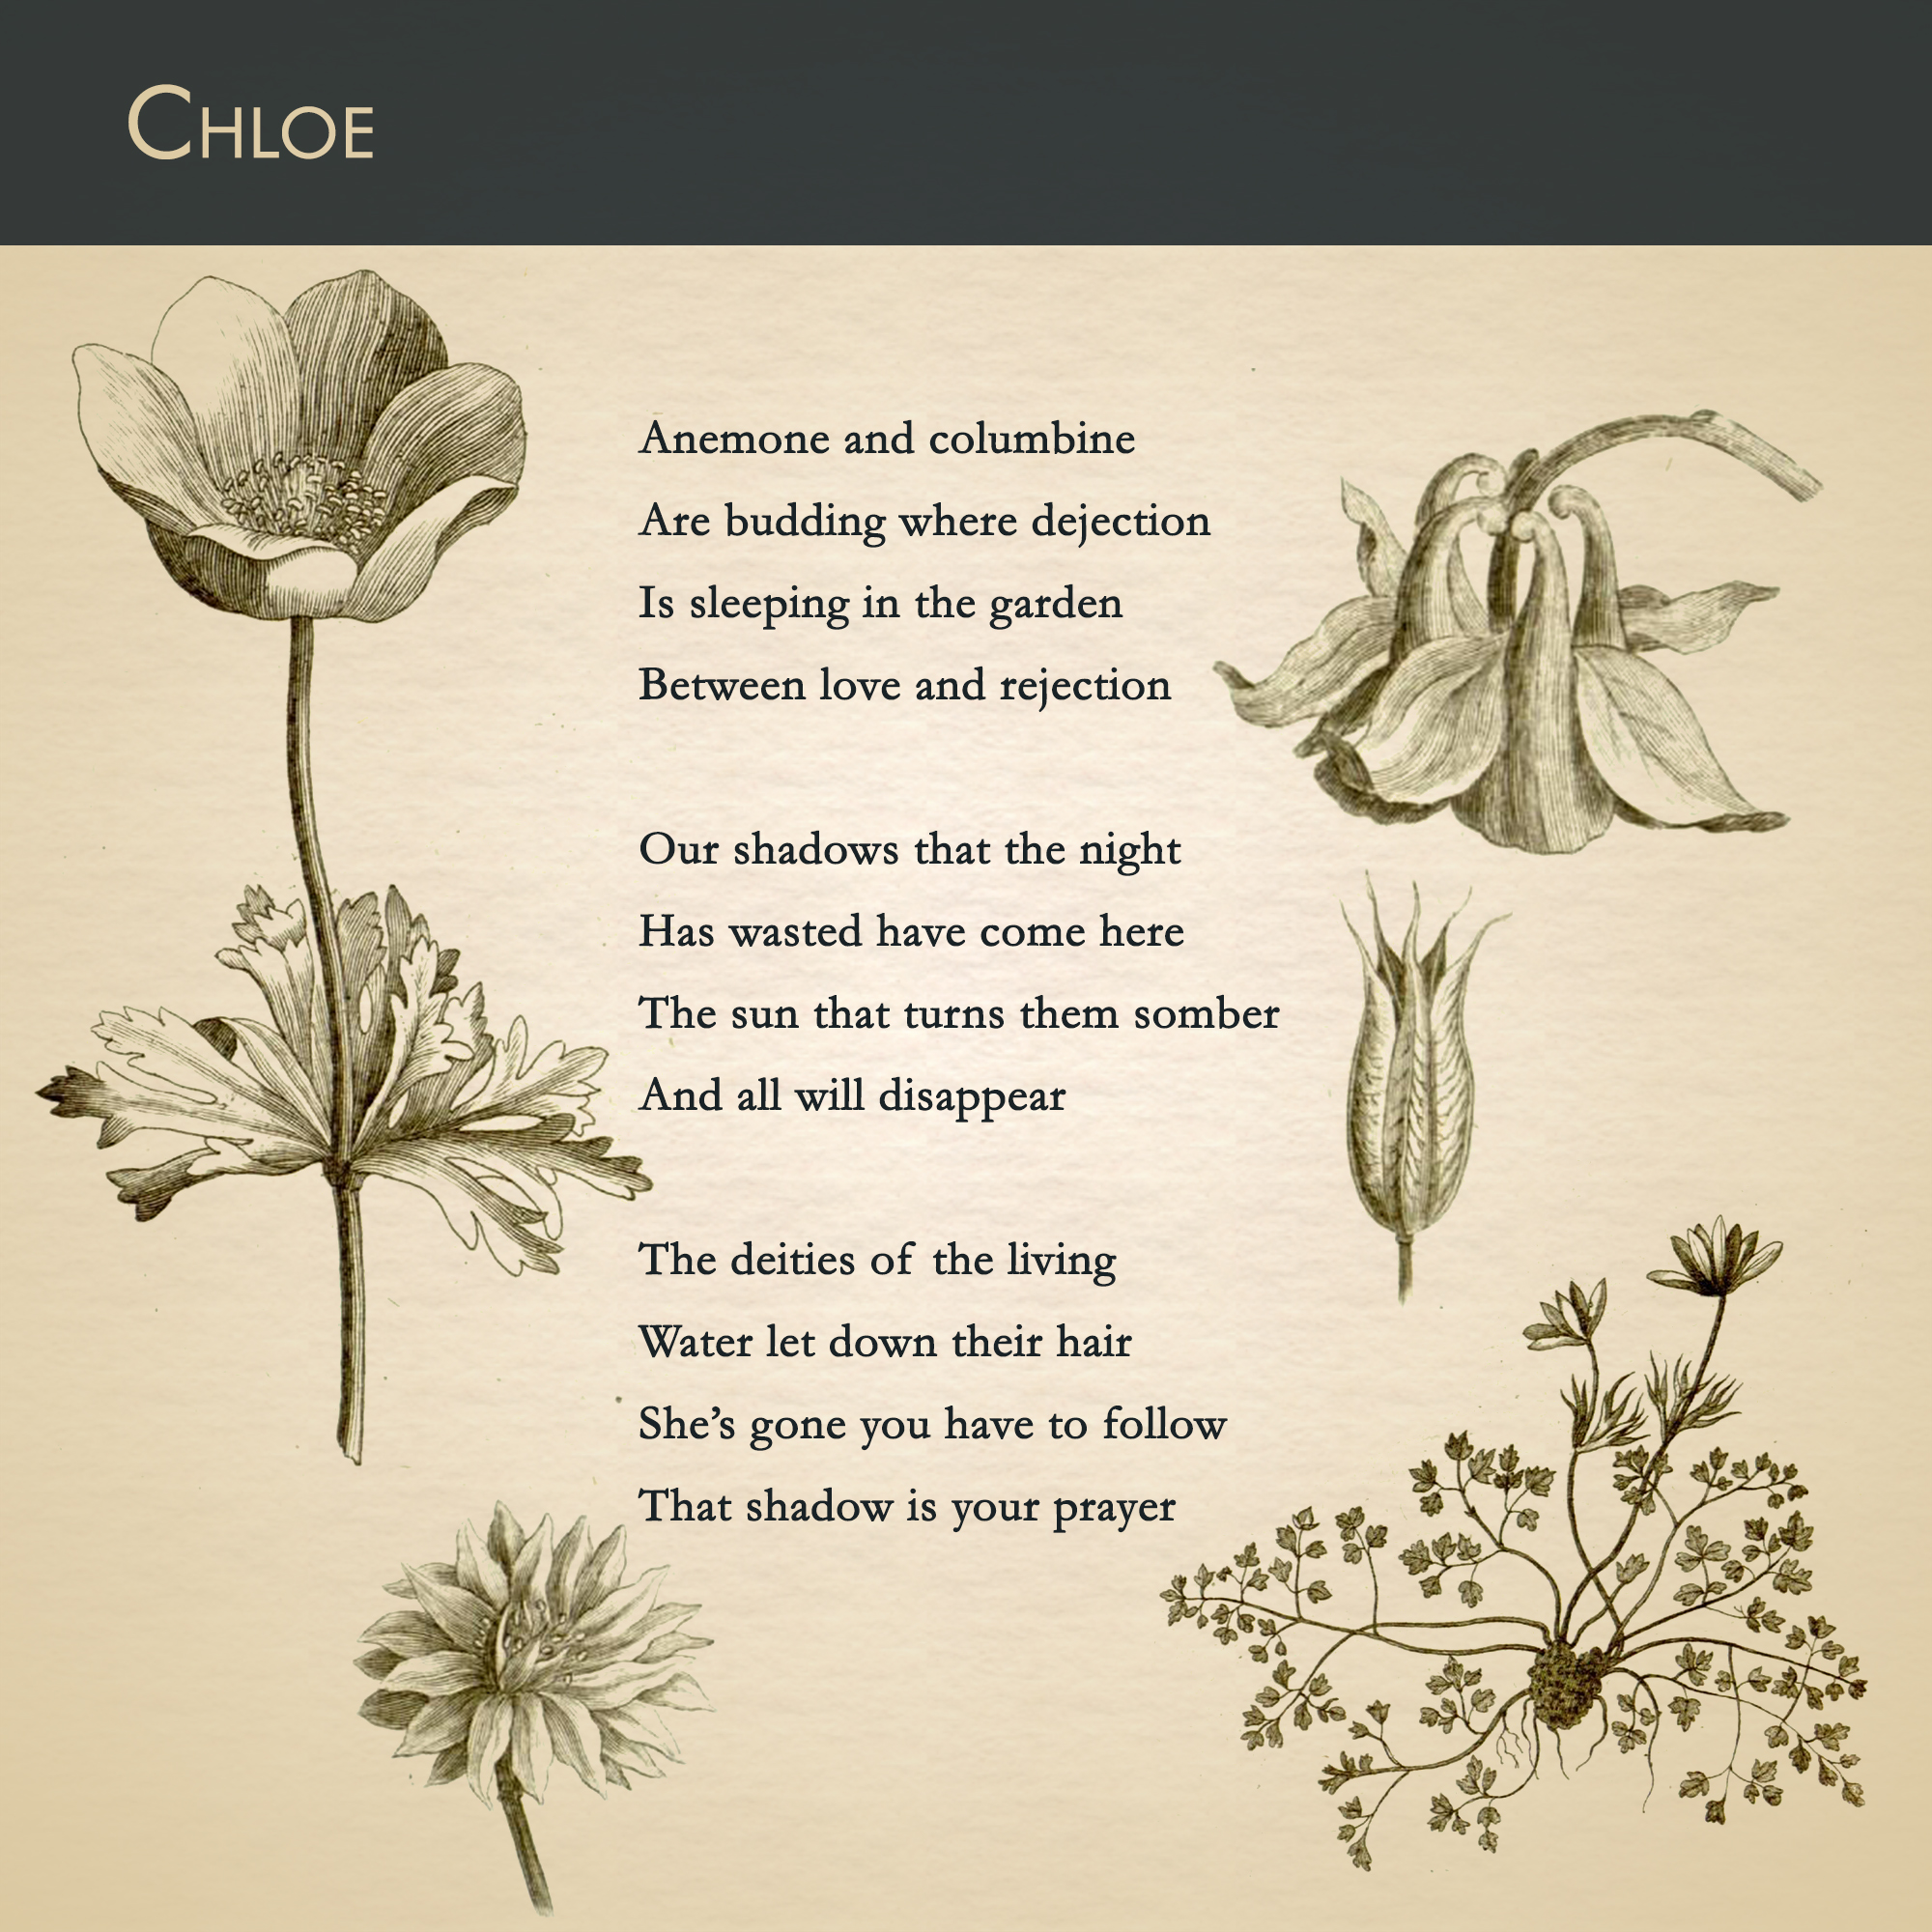 Chloe
Anemone and columbine
Are budding where dejection
Is sleeping in the garden
Between love and rejection
Our shadows that the night
Has wasted have come here
The sun that turns them somber
And all will disappear
The deities of the living
Water let down their hair
She’s gone you have to follow
That shadow is your prayer